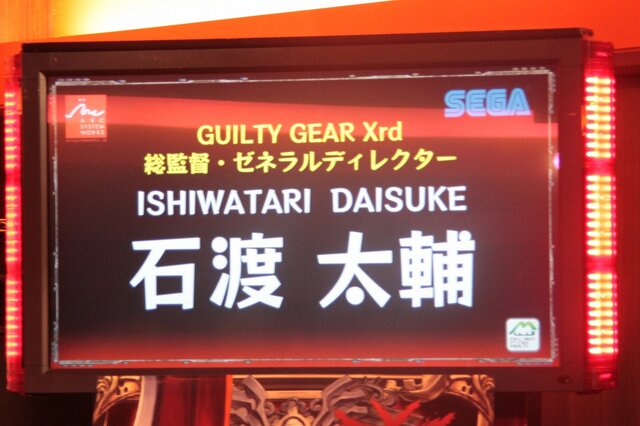 ARC
SYSTEM
WORKS
SEGA
GUILTY GEAR Xrd
総監督・ゼネラルディレクター
ISHIWATARI DAISUKE
石渡 太輔